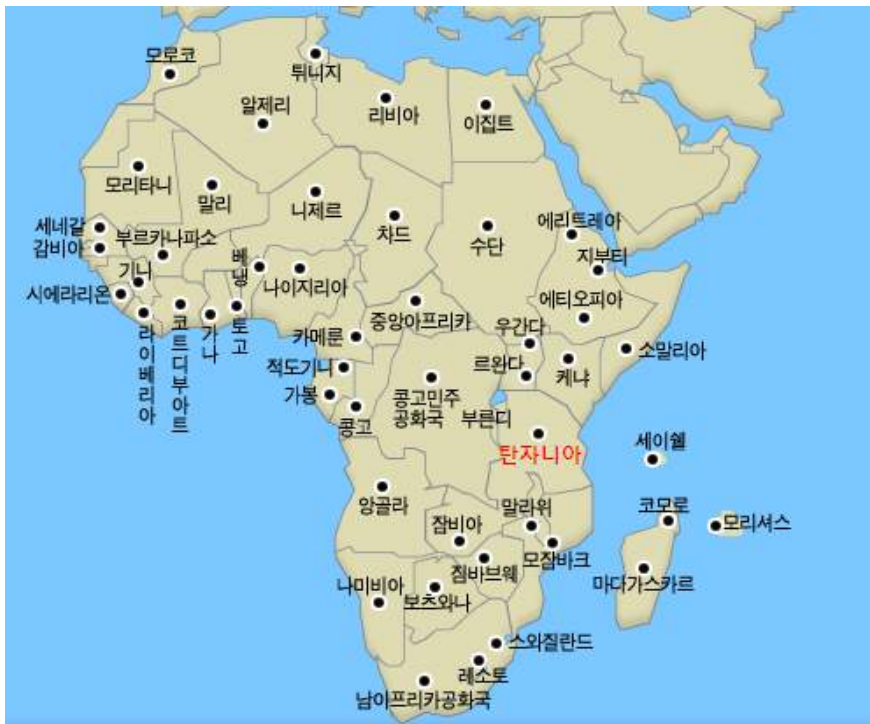 모로코
튀니지
알제리
리비아
이집트
모리타니
말리
니제르
차드
수단
에리트레아
세네갈
감비아
부르카나파소
베냉
지부티
기니
나이지리아
시에라리온
에티오피아
중앙아프리카
우간다
라이베리아
코트디부아트
가나
토고
카메룬
소말리아
적도기니
르완다
케냐
가봉
콩고
콩고민주
공화국
부른디
탄자니아
세이쉘
앙골라
잠비아
말라위
코모로
모리셔스
모잠바크
짐바브웨
나미비아
보츠와나
마다가스카르
스와질란드
레소토
남아프리카공화국